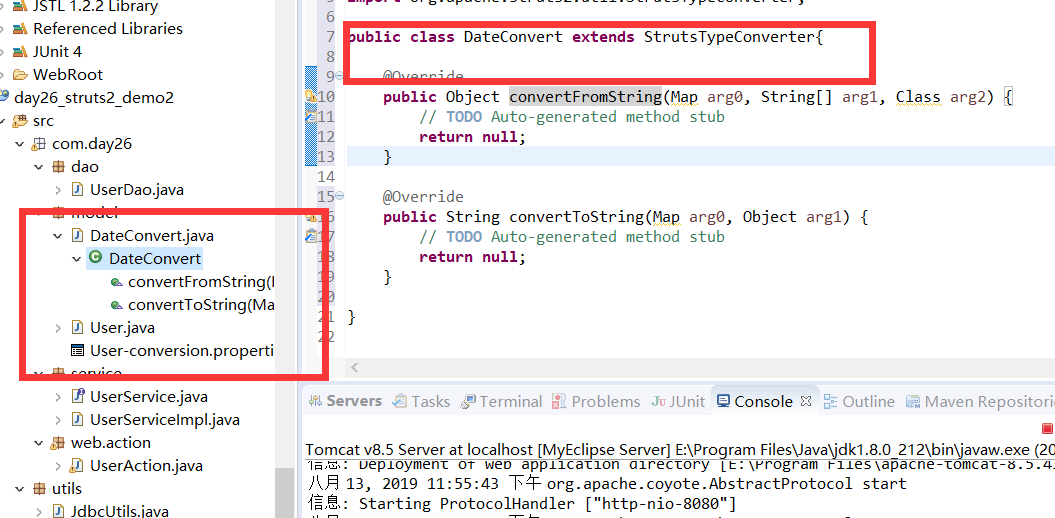 JSTL 1.2.2 Library
Referenced Libraries
JUnit 4
WebRoot
day26_struts2_demo2
src
com.day26
dao
UserDao.java
model
DateConvert.java
DateConvert
convertFromString(
convertToString(Ma
User.java
User-conversion.properti
service
UserService.java
UserServiceImpl.java
web.action
UserAction.java
utils
JdbcUtils.java
import org.apache.struts2.util.StrutsTypeConverter;
6
7 public class DateConvert extends StrutsTypeConverter{
8
9 @Override
10 public Object convertFromString(Map arg0, String[] arg1, Class arg2) {
11 // TODO Auto-generated method stub
12 return null;
13 }
14
15 @Override
16 public String convertToString(Map arg0, Object arg1) {
17 // TODO Auto-generated method stub
18 return null;
19 }
20
21 }
22
Servers Tasks Terminal Problems JUnit Console Outline Maven Repositori
Tomcat v8.5 Server at localhost [MyEclipse Server] E:\Program Files\Java\jdk1.8.0_212\bin\javaw.exe (20
信息: Deployment of web application directory [E:\Program Files\apache-tomcat-8.5.4
八月 13, 2019 11:55:43 下午 org.apache.coyote.AbstractProtocol start
信息: Starting ProtocolHandler ["http-nio-8080"]